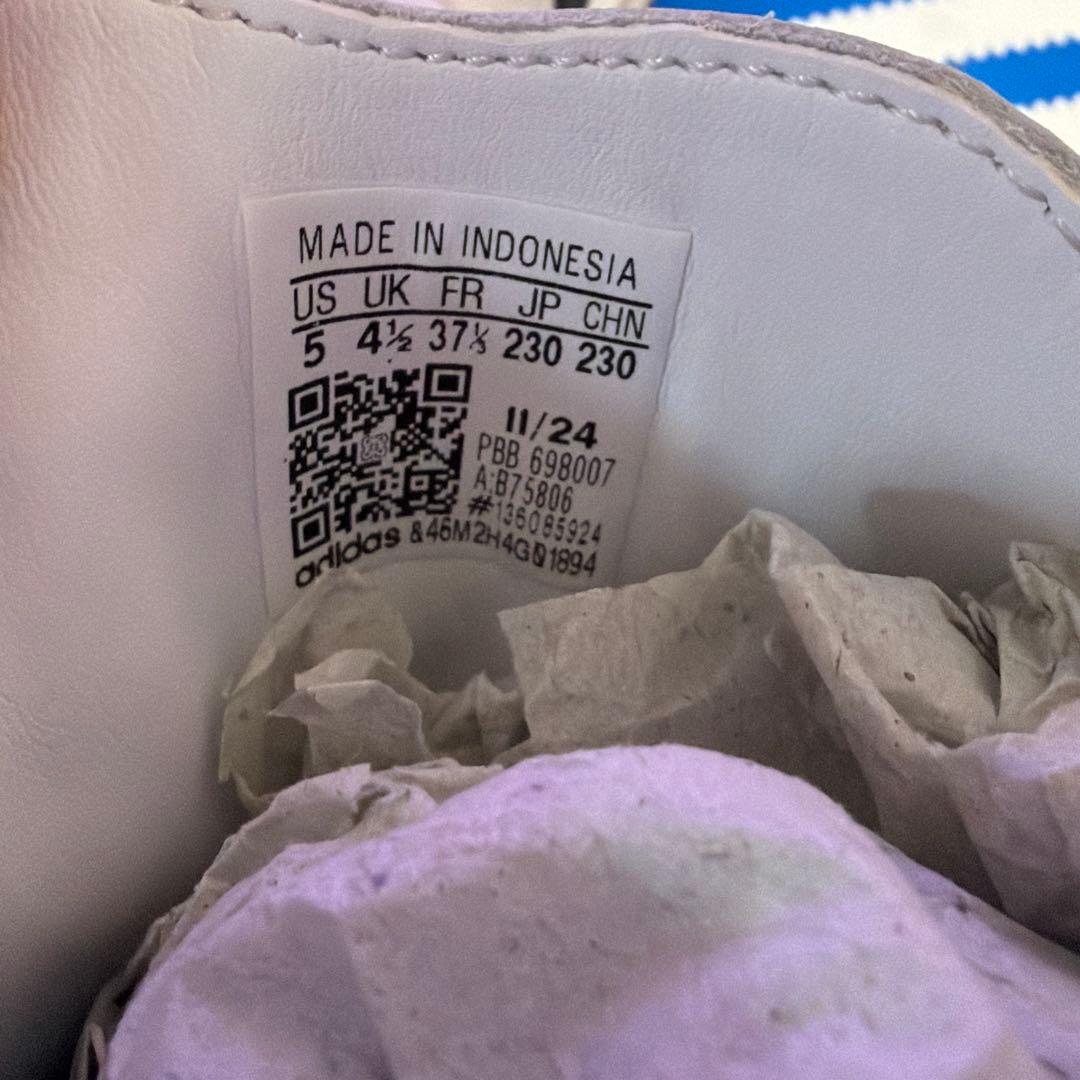 MADE IN INDONESIA
US UK FR JP CHN
5 4½ 37⅓ 230 230
11/24
PBB 698007
A:B75806
#136085924
adidas &46M2H4GQ1894